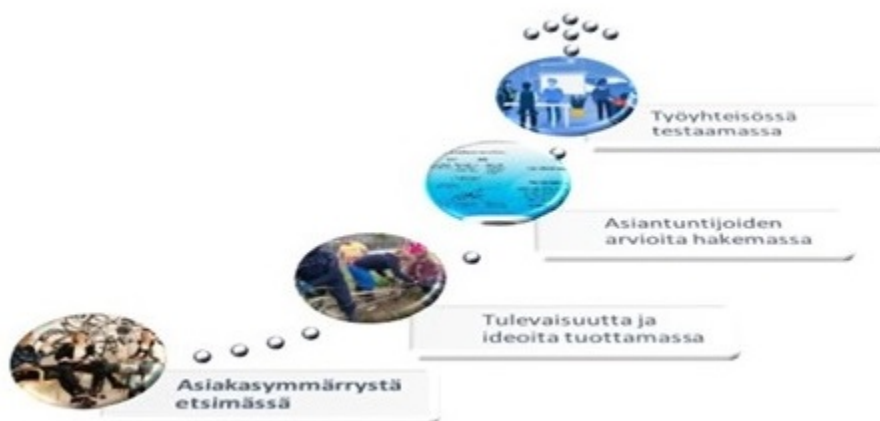 Työyhteisössä
testaamassa
Asiantuntijoiden
arvioita hakemassa
Tulevaisuutta ja
ideoita tuottamassa
Asiakasymmärrystä
etsimässä